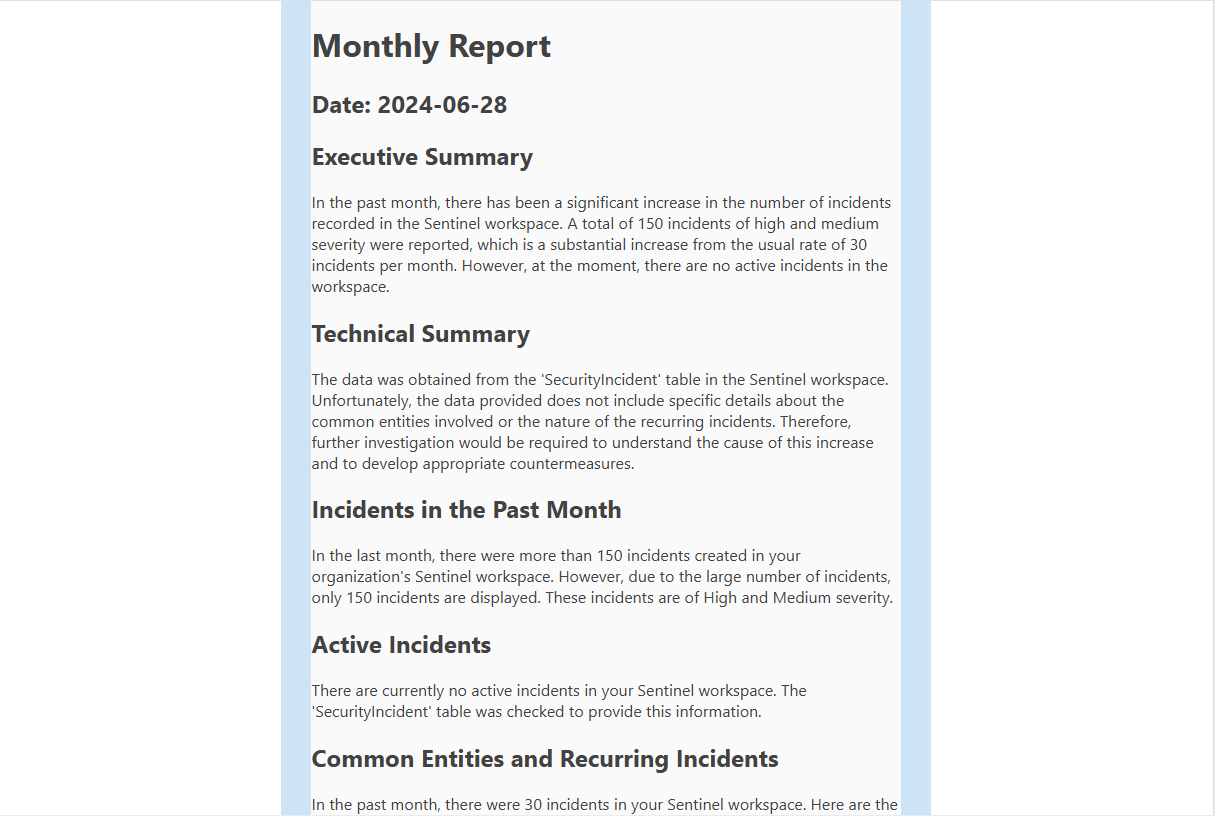 Monthly Report
Date: 2024-06-28
Executive Summary
In the past month, there has been a significant increase in the number of incidents
recorded in the Sentinel workspace. A total of 150 incidents of high and medium
severity were reported, which is a substantial increase from the usual rate of 30
incidents per month. However, at the moment, there are no active incidents in the
workspace.
Technical Summary
The data was obtained from the 'SecurityIncident' table in the Sentinel workspace.
Unfortunately, the data provided does not include specific details about the
common entities involved or the nature of the recurring incidents. Therefore,
further investigation would be required to understand the cause of this increase
and to develop appropriate countermeasures.
Incidents in the Past Month
In the last month, there were more than 150 incidents created in your
organization's Sentinel workspace. However, due to the large number of incidents,
only 150 incidents are displayed. These incidents are of High and Medium severity.
Active Incidents
There are currently no active incidents in your Sentinel workspace. The
'SecurityIncident' table was checked to provide this information.
Common Entities and Recurring Incidents
In the past month, there were 30 incidents in your Sentinel workspace. Here are the